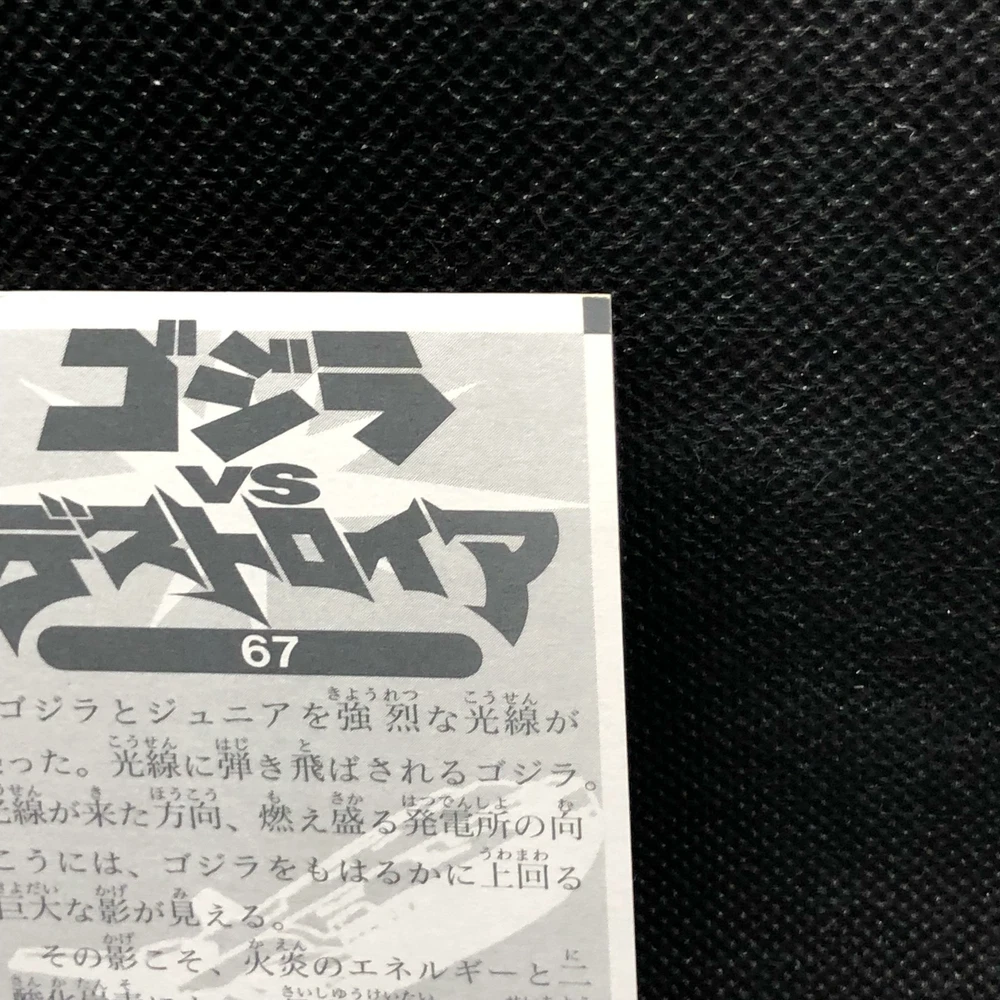 ゴジラ
VS
デストロイア
67
ゴジラとジュニアを強烈な光線が
った。光線に弾き飛ばされるゴジラ。
光線が来た方向、燃え盛る発電所の向
こうには、ゴジラをもはるかに上回る
巨大な影が見える。
その影こそ、火炎のエネルギーと二